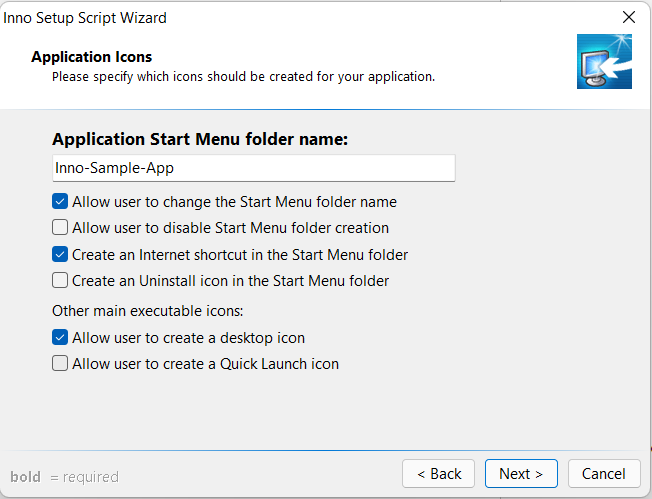 Inno Setup Script Wizard
Application Icons
Please specify which icons should be created for your application.
Application Start Menu folder name:
Inno-Sample-App
Allow user to change the Start Menu folder name
Allow user to disable Start Menu folder creation
Create an Internet shortcut in the Start Menu folder
Create an Uninstall icon in the Start Menu folder
Other main executable icons:
Allow user to create a desktop icon
Allow user to create a Quick Launch icon
bold = required
< Back Next > Cancel